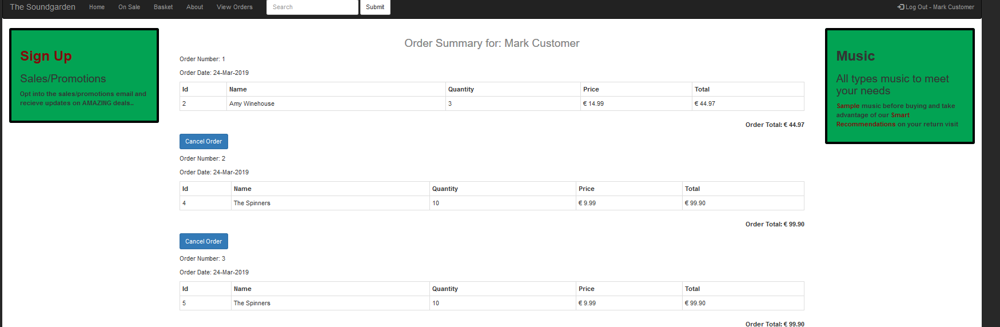 The Soundgarden Home On Sale Basket About View Orders Search Submit Log Out - Mark Customer
Sign Up
Sales/Promotions
Opt into the sales/promotions email and
recieve updates on AMAZING deals..
Order Summary for: Mark Customer
Order Number: 1
Order Date: 24-Mar-2019
Id Name Quantity Price Total
2 Amy Winehouse 3 € 14.99 € 44.97
Order Total: € 44.97
Cancel Order
Order Number: 2
Order Date: 24-Mar-2019
Id Name Quantity Price Total
4 The Spinners 10 € 9.99 € 99.90
Order Total: € 99.90
Cancel Order
Order Number: 3
Order Date: 24-Mar-2019
Id Name Quantity Price Total
5 The Spinners 10 € 9.99 € 99.90
Order Total: € 99.90
Music
All types music to meet
your needs
Sample music before buying and take
advantage of our Smart
Recommendations on your return visit